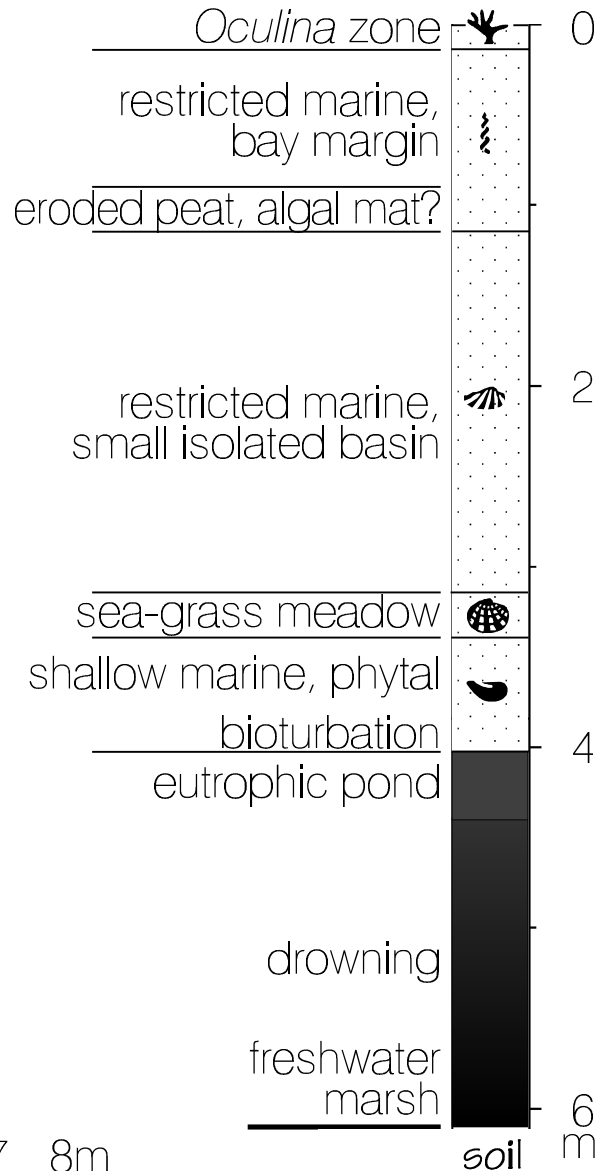 Oculina zone
0
restricted marine,
bay margin
eroded peat, algal mat?
2
restricted marine,
small isolated basin
sea-grass meadow
shallow marine, phytal
bioturbation
4
eutrophic pond
drowning
freshwater
marsh
6
m
8m
soil